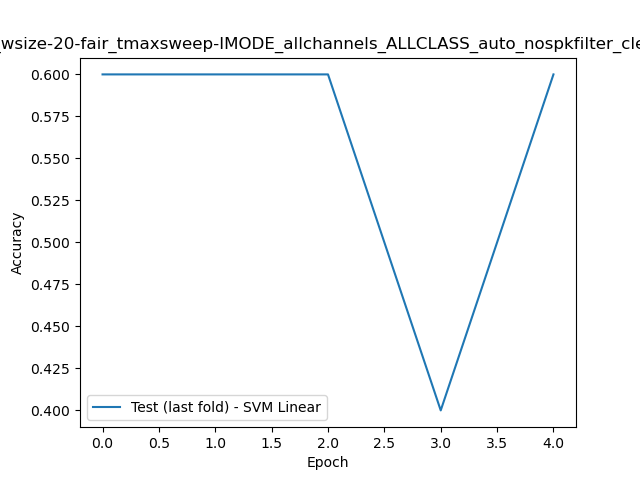 _wsize-20-fair_tmaxsweep-IMODE_allchannels_ALLCLASS_auto_nospkfilter_cle
0.600
0.575
0.550
0.525
0.500
0.475
0.450
0.425
0.400
Accuracy
Test (last fold) - SVM Linear
0.0 0.5 1.0 1.5 2.0 2.5 3.0 3.5 4.0
Epoch